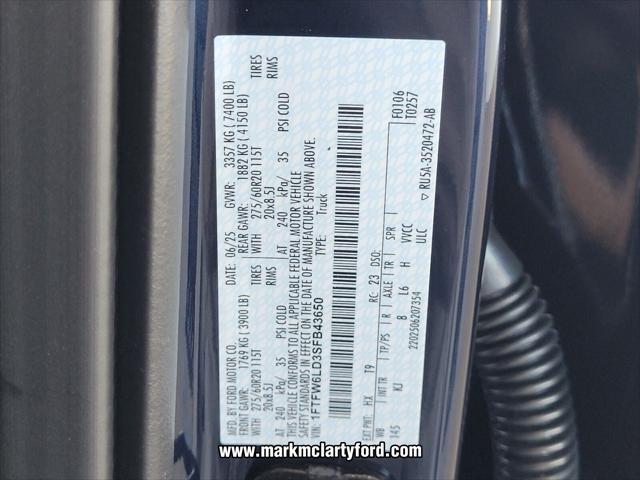 MFD. BY FORD MOTOR CO.
DATE: 06/25 GVWR: 3357 KG ( 7400 LB)
FRONT GAWR: 1769 KG ( 3900 LB) REAR GAWR: 1882 KG ( 4150 LB)
WITH 275/60R20 115T TIRES WITH 275/60R20 115T TIRES
20x8.5J RIMS 20x8.5J RIMS
AT 240 kPa/ 35 PSI COLD AT 240 kPa/ 35 PSI COLD
THIS VEHICLE CONFORMS TO ALL APPLICABLE FEDERAL MOTOR VEHICLE
SAFETY STANDARDS IN EFFECT ON THE DATE OF MANUFACTURE SHOWN ABOVE.
VIN: 1FTFW6LD3SFB43650 TYPE: Truck
F0106
T0257
EXT PNT: HX T9 RC: 23 DSO:
WB INT TR TP/PS R AXLE TR SPR
145 KJ 8 L6 H VVCC
ULC
2202506207354
▽ RU5A-3520472-AB
www.markmclartyford.com